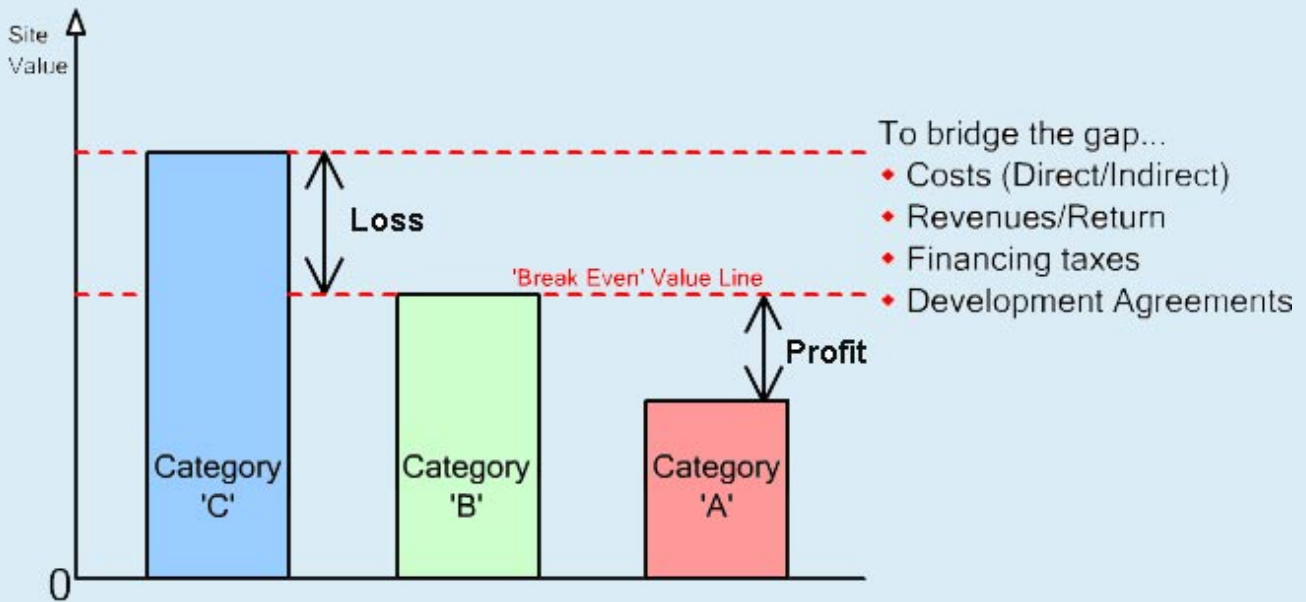 Site
Value
To bridge the gap...
Costs (Direct/Indirect)
Revenues/Return
Financing taxes
Development Agreements
Loss
'Break Even' Value Line
Profit
Category
'C'
Category
'B'
Category
'A'
0